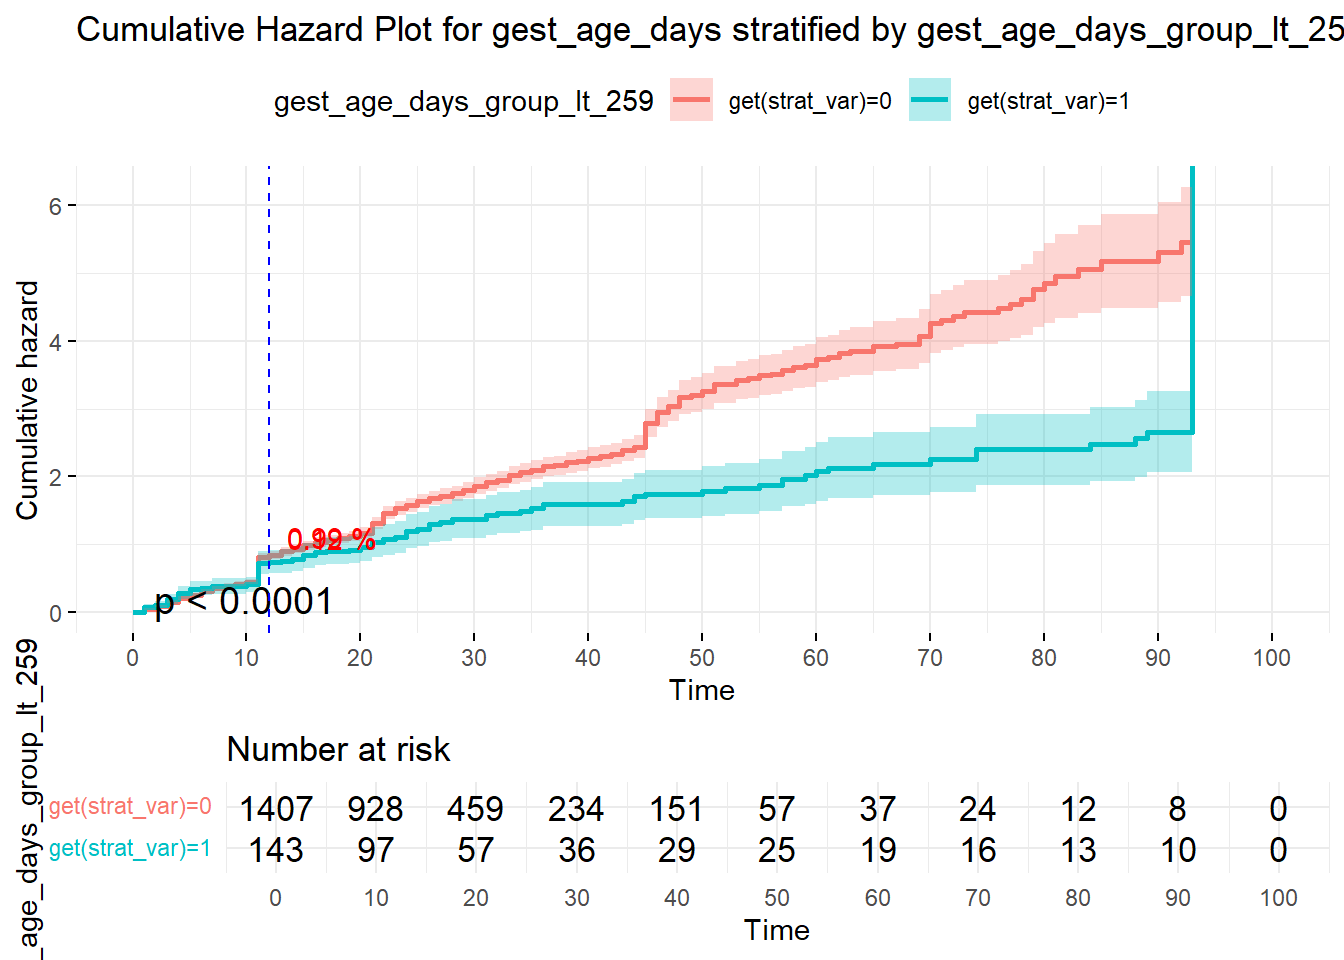 Cumulative Hazard Plot for gest_age_days stratified by gest_age_days_group_lt_25
gest_age_days_group_lt_259 get(strat_var)=0 get(strat_var)=1
Cumulative hazard
6
4
2
0
p < 0.0001
0 10 20 30 40 50 60 70 80 90 100
Time
_age_days_group_lt_259
Number at risk
get(strat_var)=0 1407 928 459 234 151 57 37 24 12 8 0
get(strat_var)=1 143 97 57 36 29 25 19 16 13 10 0
0 10 20 30 40 50 60 70 80 90 100
Time